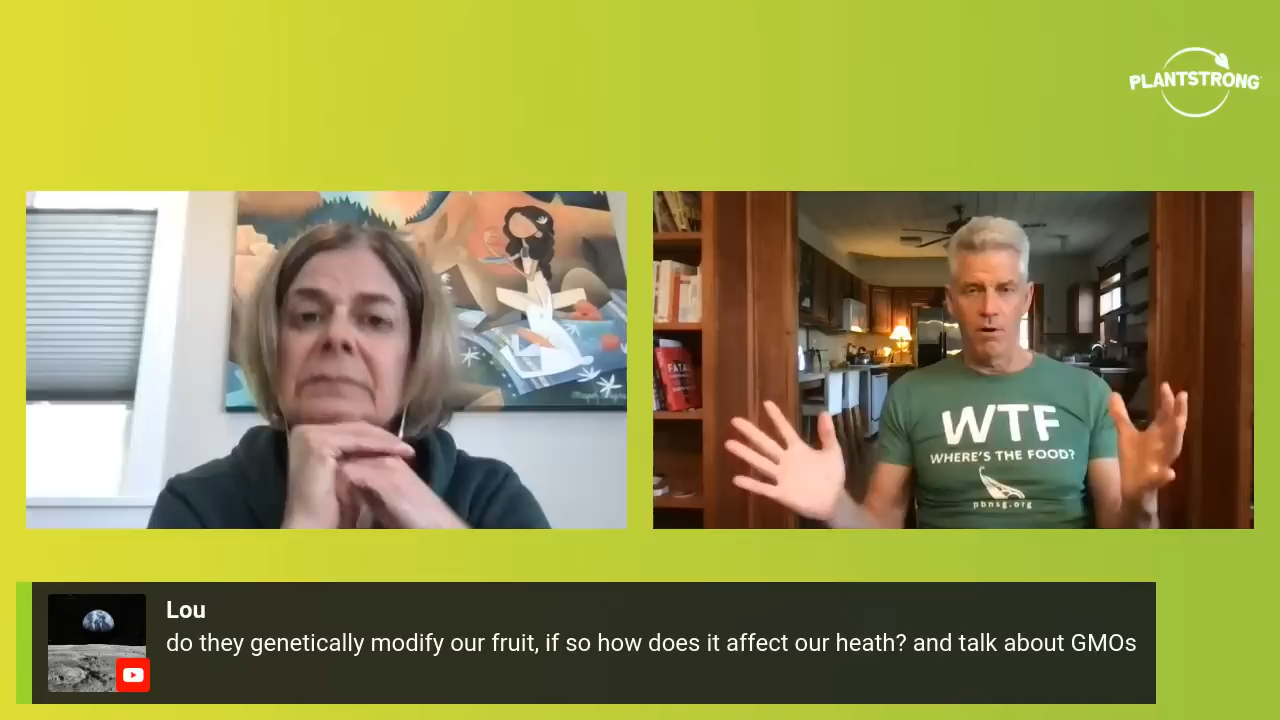 PLANTSTRONG
FATAL
WTF
WHERE'S THE FOOD?
pbnsg.org
Lou
do they genetically modify our fruit, if so how does it affect our heath? and talk about GMOs